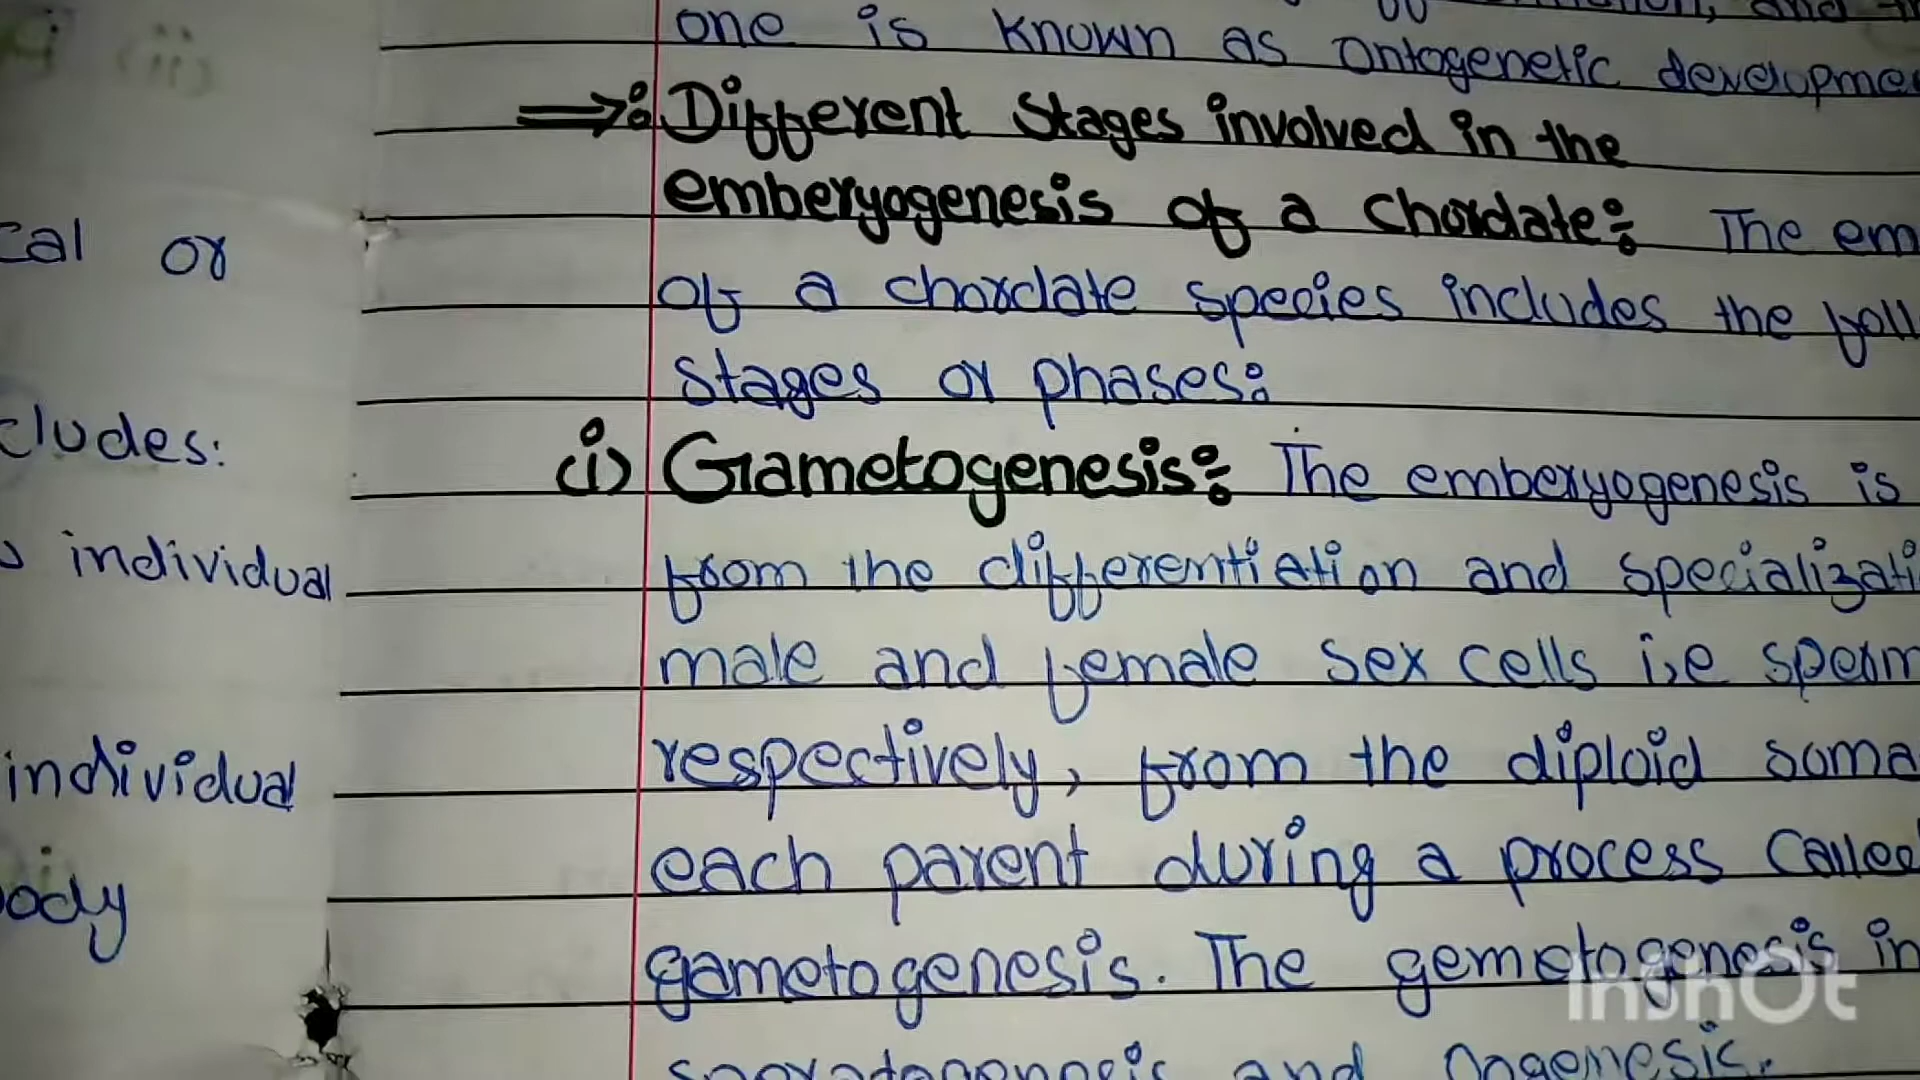 one is known as Ontogenetic developme
⇒: Different Stages involved in the
emberyogenesis of a Chordate: The em
of a chordate species includes the foll
stages or phases:
(i) Gametogenesis: The emberyogenesis is
from the differentiation and specializati
male and female sex cells i.e sperm
respectively, from the diploid soma
each parent during a process called
gametogenesis. The gemetogenesis in
and Oogenesis.
cal or
cludes:
individual
individual
ody
InShOt